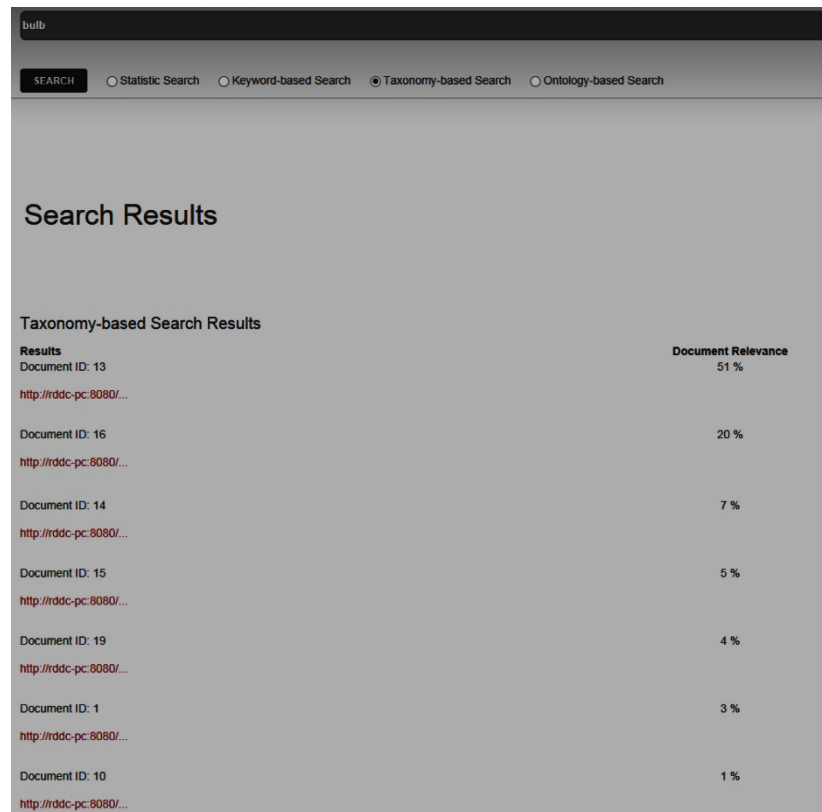 bulb
SEARCH Statistic Search Keyword-based Search Taxonomy-based Search Ontology-based Search
Search Results
Taxonomy-based Search Results
Results Document Relevance
Document ID: 13 51 %
http://rddc-pc:8080/...
Document ID: 16 20 %
http://rddc-pc:8080/...
Document ID: 14 7 %
http://rddc-pc:8080/...
Document ID: 15 5 %
http://rddc-pc:8080/...
Document ID: 19 4 %
http://rddc-pc:8080/...
Document ID: 1 3 %
http://rddc-pc:8080/...
Document ID: 10 1 %
http://rddc-pc:8080/...